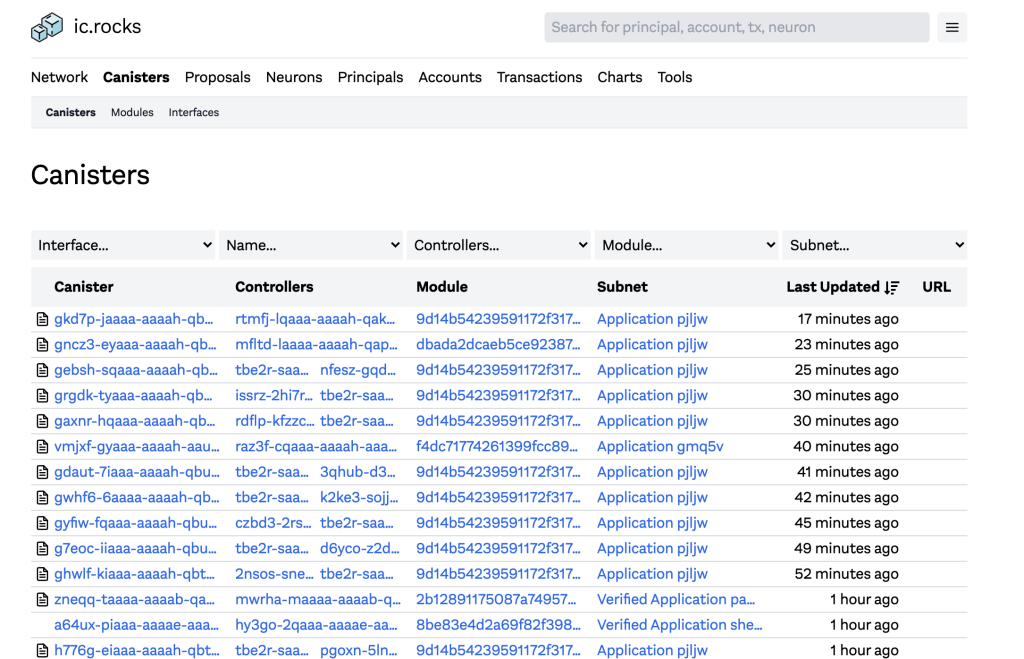 ic.rocks
Search for principal, account, tx, neuron
Network Canisters Proposals Neurons Principals Accounts Transactions Charts Tools
Canisters Modules Interfaces
Canisters
Interface... Name... Controllers... Module... Subnet...
Canister Controllers Module Subnet Last Updated URL
gkd7p-jaaaa-aaaah-qb... rtmfj-lqaaa-aaaah-qak... 9d14b54239591172f317... Application pjljw 17 minutes ago
gncz3-eyaaa-aaaah-qb... mfltd-laaaa-aaaah-qap... dbada2dcaeb5ce92387... Application pjljw 23 minutes ago
gebsh-sqaaa-aaaah-qb... tbe2r-saa... nfesz-gqd... 9d14b54239591172f317... Application pjljw 25 minutes ago
grgdk-tyaaa-aaaah-qb... issrz-2hi7r... tbe2r-saa... 9d14b54239591172f317... Application pjljw 30 minutes ago
gaxnr-hqaaa-aaaah-qb... rdflp-kfzzc... tbe2r-saa... 9d14b54239591172f317... Application pjljw 30 minutes ago
vmjxf-gyaaa-aaaah-aau... raz3f-cqaaa-aaaah-aaa... f4dc71774261399fcc89... Application gmq5v 40 minutes ago
gdaut-7iaaa-aaaah-qbu... tbe2r-saa... 3qhub-d3... 9d14b54239591172f317... Application pjljw 41 minutes ago
gwhf6-6aaaa-aaaah-qb... tbe2r-saa... k2ke3-sojj... 9d14b54239591172f317... Application pjljw 42 minutes ago
gyfiw-fqaaa-aaaah-qbu... czbd3-2rs... tbe2r-saa... 9d14b54239591172f317... Application pjljw 45 minutes ago
g7eoc-iiaaa-aaaah-qbu... tbe2r-saa... d6yco-z2d... 9d14b54239591172f317... Application pjljw 49 minutes ago
ghwlf-kiaaa-aaaah-qbt... 2nsos-sne... tbe2r-saa... 9d14b54239591172f317... Application pjljw 52 minutes ago
zneqq-taaaa-aaaab-qa... mwrha-maaaa-aaaab-q... 2b12891175087a74957... Verified Application pa... 1 hour ago
a64ux-piaaa-aaaae-aaa... hy3go-2qaaa-aaaae-aa... 8be83e4d2a69f82f398... Verified Application she... 1 hour ago
h776g-eiaaa-aaaah-qbt... tbe2r-saa... pgoxn-5ln... 9d14b54239591172f317... Application pjljw 1 hour ago